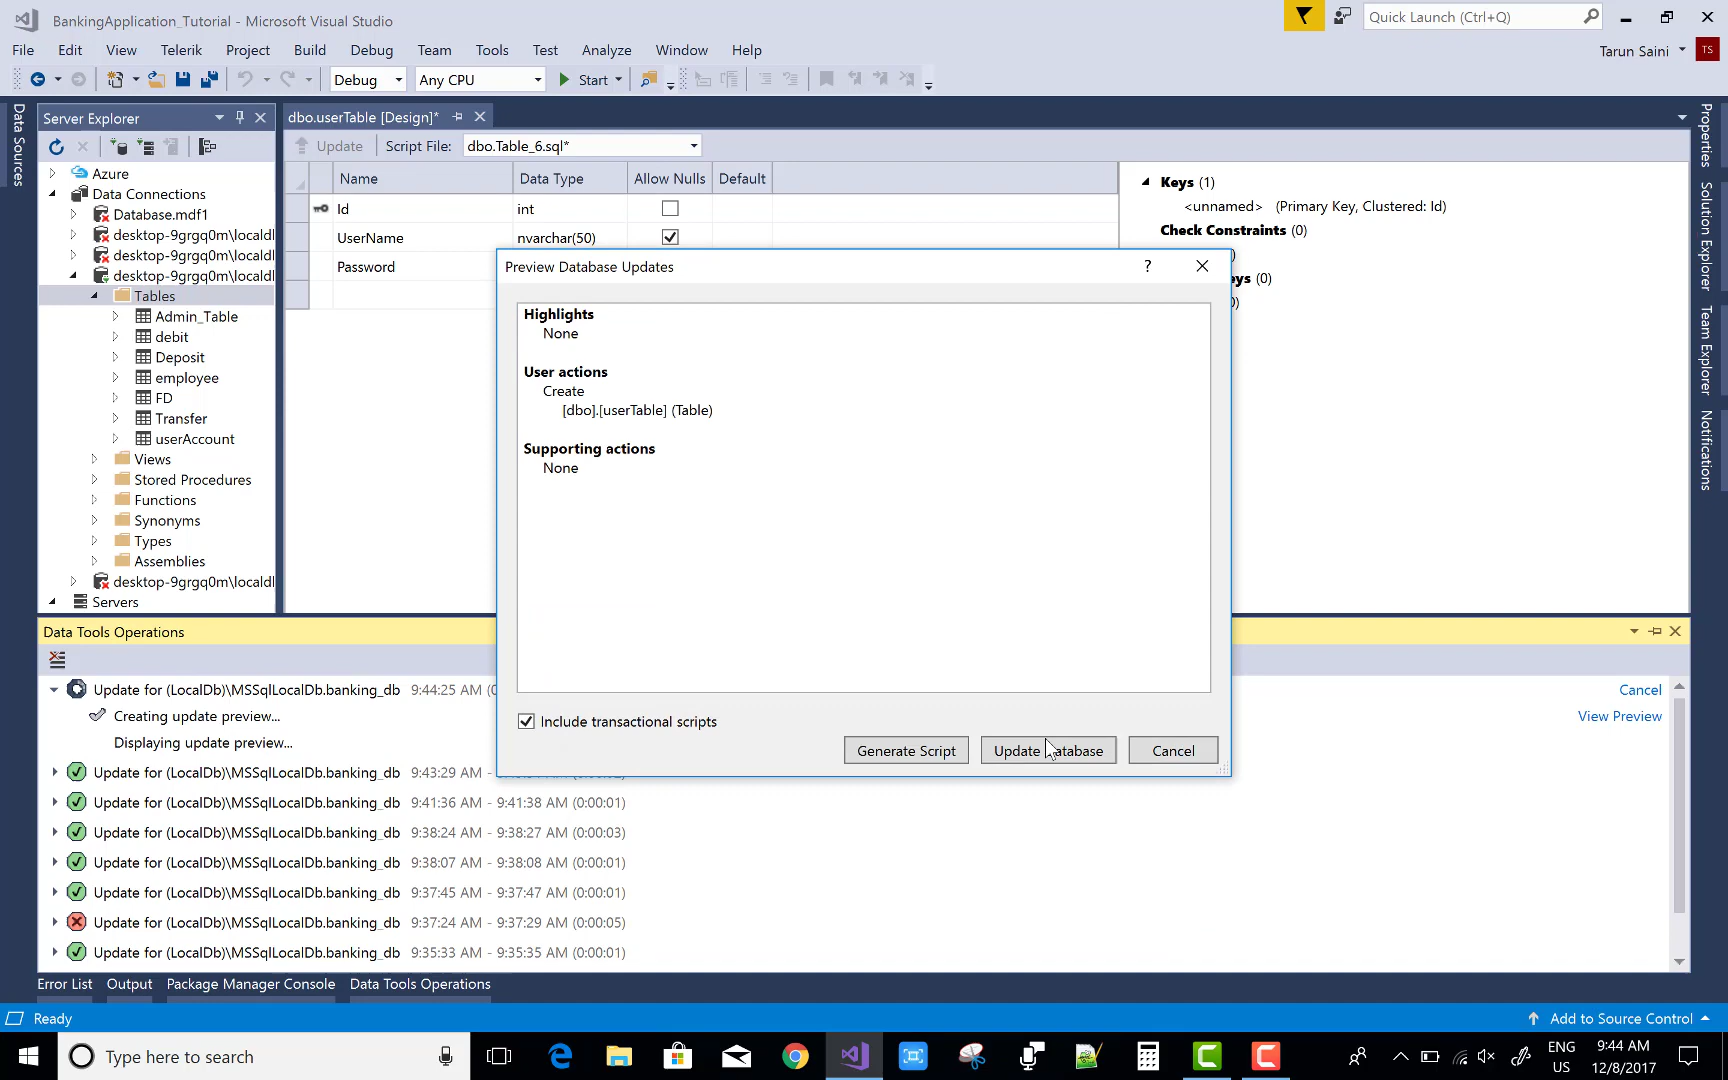 BankingApplication_Tutorial - Microsoft Visual Studio
Quick Launch (Ctrl+Q)
File Edit View Telerik Project Build Debug Team Tools Test Analyze Window Help
Tarun Saini TS
Debug Any CPU Start
Data Sources
Server Explorer
Azure
Data Connections
Database.mdf1
desktop-9grgq0m\locald
desktop-9grgq0m\locald
desktop-9grgq0m\locald
Tables
Admin_Table
debit
Deposit
employee
FD
Transfer
userAccount
Views
Stored Procedures
Functions
Synonyms
Types
Assemblies
desktop-9grgq0m\locald
Servers
dbo.userTable [Design]*
Update Script File: dbo.Table_6.sql*
Name Data Type Allow Nulls Default
Id int
UserName nvarchar(50)
Password
Keys (1)
<unnamed> (Primary Key, Clustered: Id)
Check Constraints (0)
)
eys (0)
0)
Properties
Solution Explorer
Team Explorer
Notifications
Preview Database Updates
?
Highlights
None
User actions
Create
[dbo].[userTable] (Table)
Supporting actions
None
Include transactional scripts
Generate Script Update Database Cancel
Data Tools Operations
Update for (LocalDb)\MSSqlLocalDb.banking_db 9:44:25 AM Cancel
Creating update preview... View Preview
Displaying update preview...
Update for (LocalDb)\MSSqlLocalDb.banking_db 9:43:29 AM
Update for (LocalDb)\MSSqlLocalDb.banking_db 9:41:36 AM - 9:41:38 AM (0:00:01)
Update for (LocalDb)\MSSqlLocalDb.banking_db 9:38:24 AM - 9:38:27 AM (0:00:03)
Update for (LocalDb)\MSSqlLocalDb.banking_db 9:38:07 AM - 9:38:08 AM (0:00:01)
Update for (LocalDb)\MSSqlLocalDb.banking_db 9:37:45 AM - 9:37:47 AM (0:00:01)
Update for (LocalDb)\MSSqlLocalDb.banking_db 9:37:24 AM - 9:37:29 AM (0:00:05)
Update for (LocalDb)\MSSqlLocalDb.banking_db 9:35:33 AM - 9:35:35 AM (0:00:01)
Error List Output Package Manager Console Data Tools Operations
Ready Add to Source Control
Type here to search
ENG 9:44 AM
US 12/8/2017